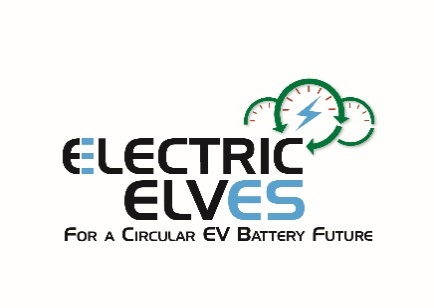 ELECTRIC
ELVES
FOR A CIRCULAR EV BATTERY FUTURE